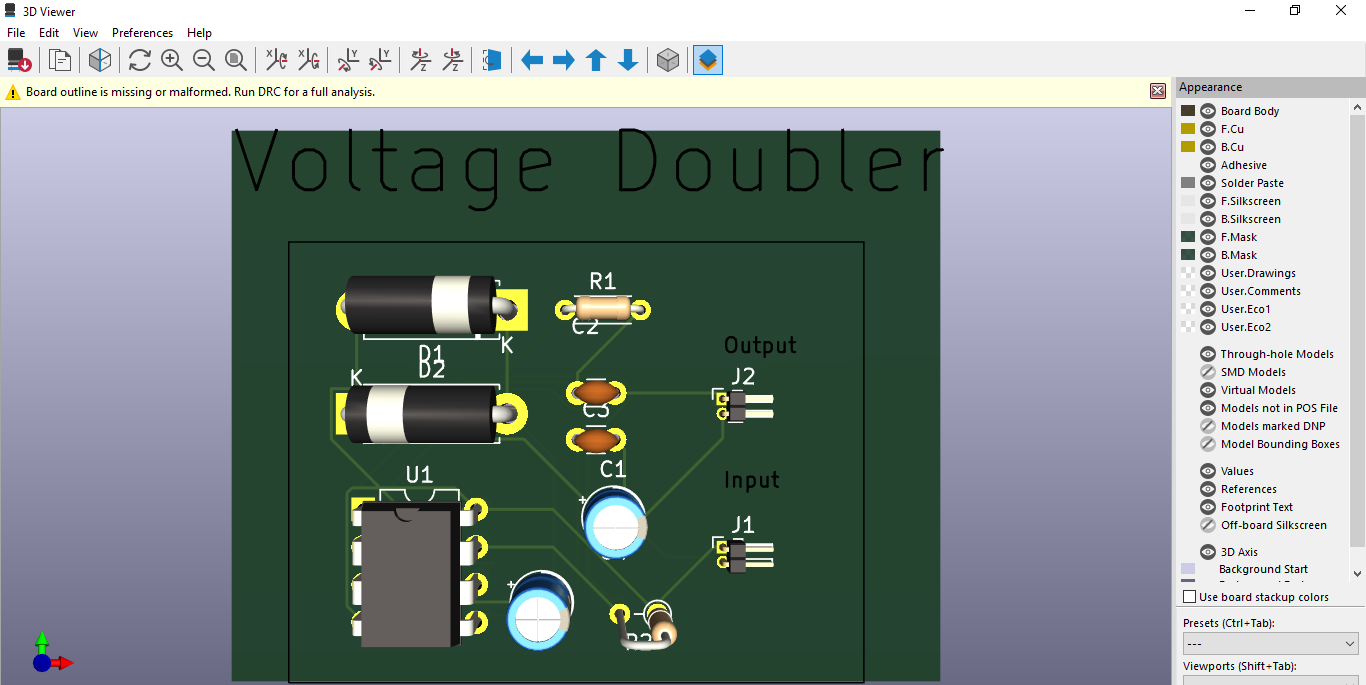 3D Viewer
File Edit View Preferences Help
Board outline is missing or malformed. Run DRC for a full analysis.
Voltage Doubler
R1
C2
D1
K
D2
K
Output
J2
C3
U1
C1
Input
J1
+
+
Appearance
Board Body
F.Cu
B.Cu
Adhesive
Solder Paste
F.Silkscreen
B.Silkscreen
F.Mask
B.Mask
User.Drawings
User.Comments
User.Eco1
User.Eco2
Through-hole Models
SMD Models
Virtual Models
Models not in POS File
Models marked DNP
Model Bounding Boxes
Values
References
Footprint Text
Off-board Silkscreen
3D Axis
Background Start
Use board stackup colors
Presets (Ctrl+Tab):
---
Viewports (Shift+Tab):